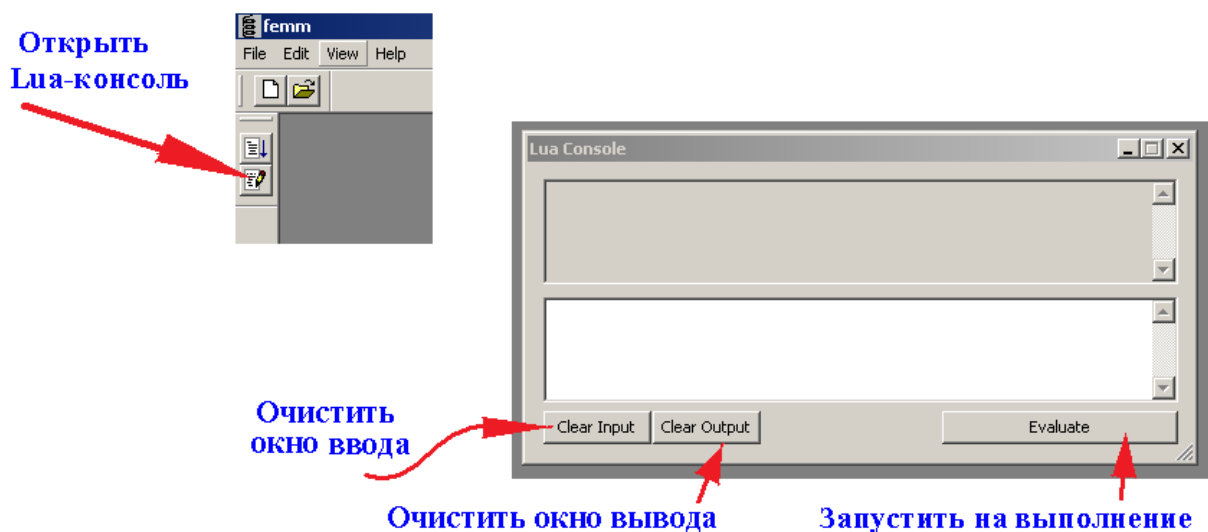 femm
File Edit View Help
Открыть
Lua-консоль
Lua Console
Clear Input Clear Output Evaluate
Очистить
окно ввода
Очистить окно вывода
Запустить на выполнение